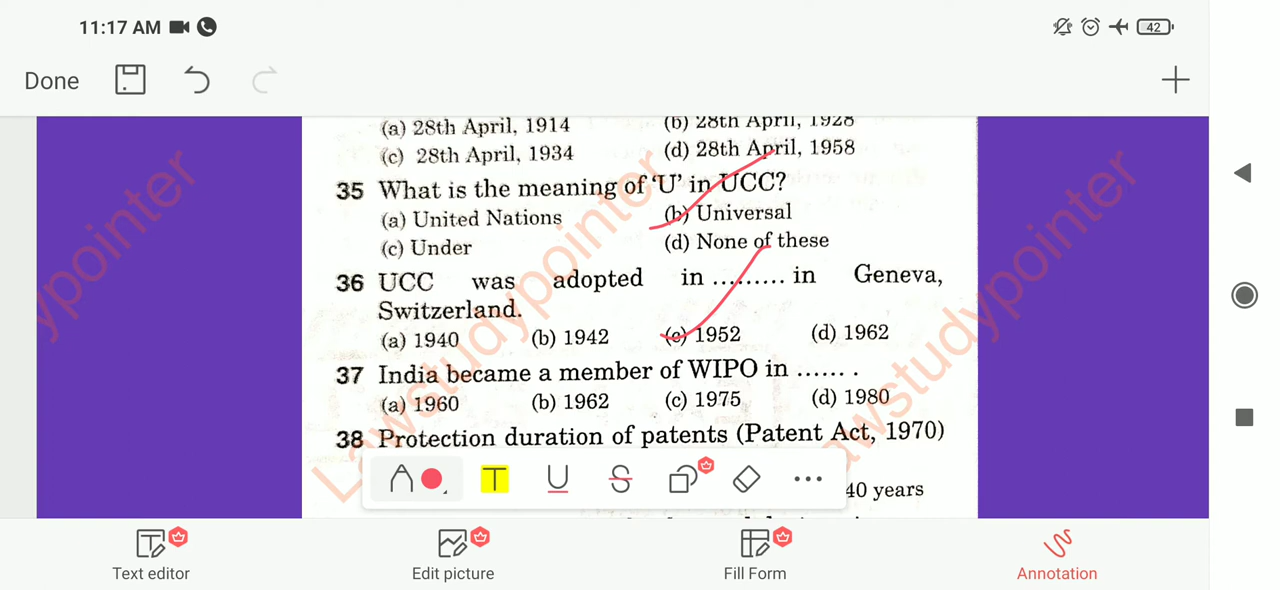 11:17 AM
42
Done
(a) 28th April, 1914 (b) 28th April, 1928
(c) 28th April, 1934 (d) 28th April, 1958
35 What is the meaning of 'U' in UCC?
(a) United Nations (b) Universal
(c) Under (d) None of these
36 UCC was adopted in ......... in Geneva,
Switzerland.
(a) 1940 (b) 1942 (c) 1952 (d) 1962
37 India became a member of WIPO in ...... .
(a) 1960 (b) 1962 (c) 1975 (d) 1980
38 Protection duration of patents (Patent Act, 1970)
40 years
ypointer
Lawstudypointer
awstudypointer
T U S
Text editor
Edit picture
Fill Form
Annotation